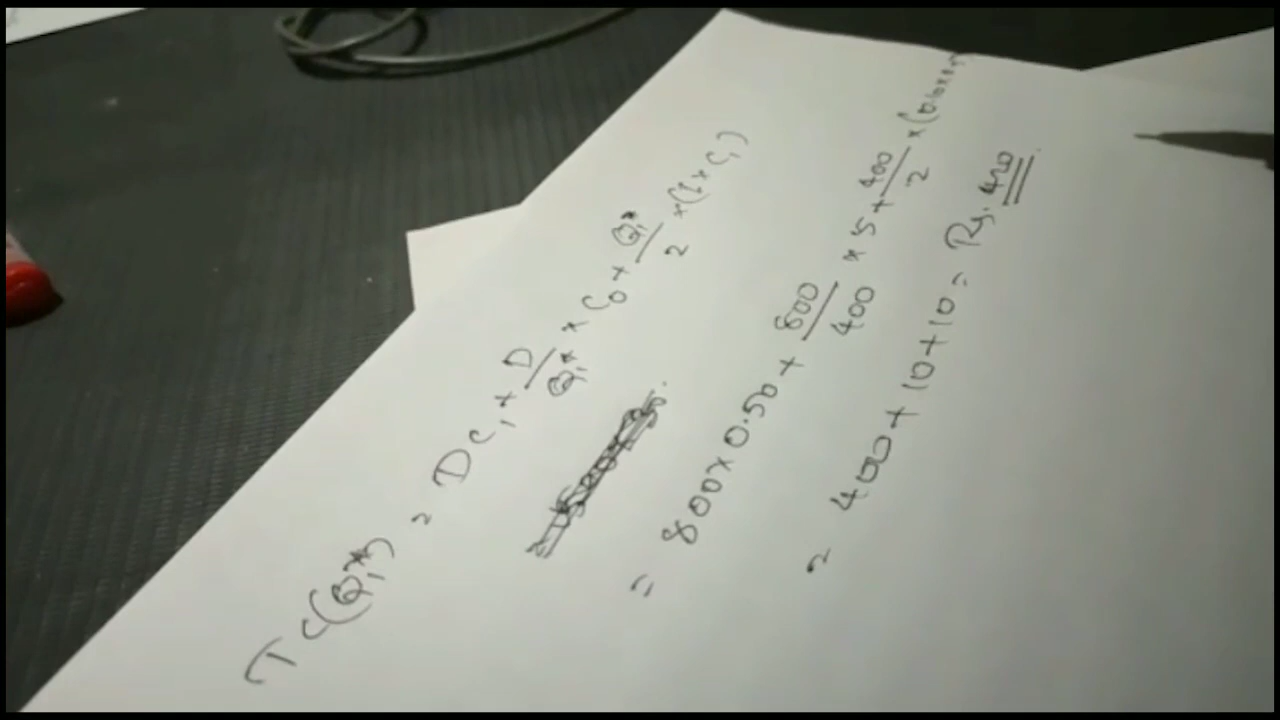 TC(Q₁*) = DC₁ + D/Q₁* × C₀ + Q₁*/2 × (I × C₁)
= 800 × 0.50 + 800/400 × 5 + 400/2 × (0.10 ×
= 400 + 10 + 10 = Rs. 420